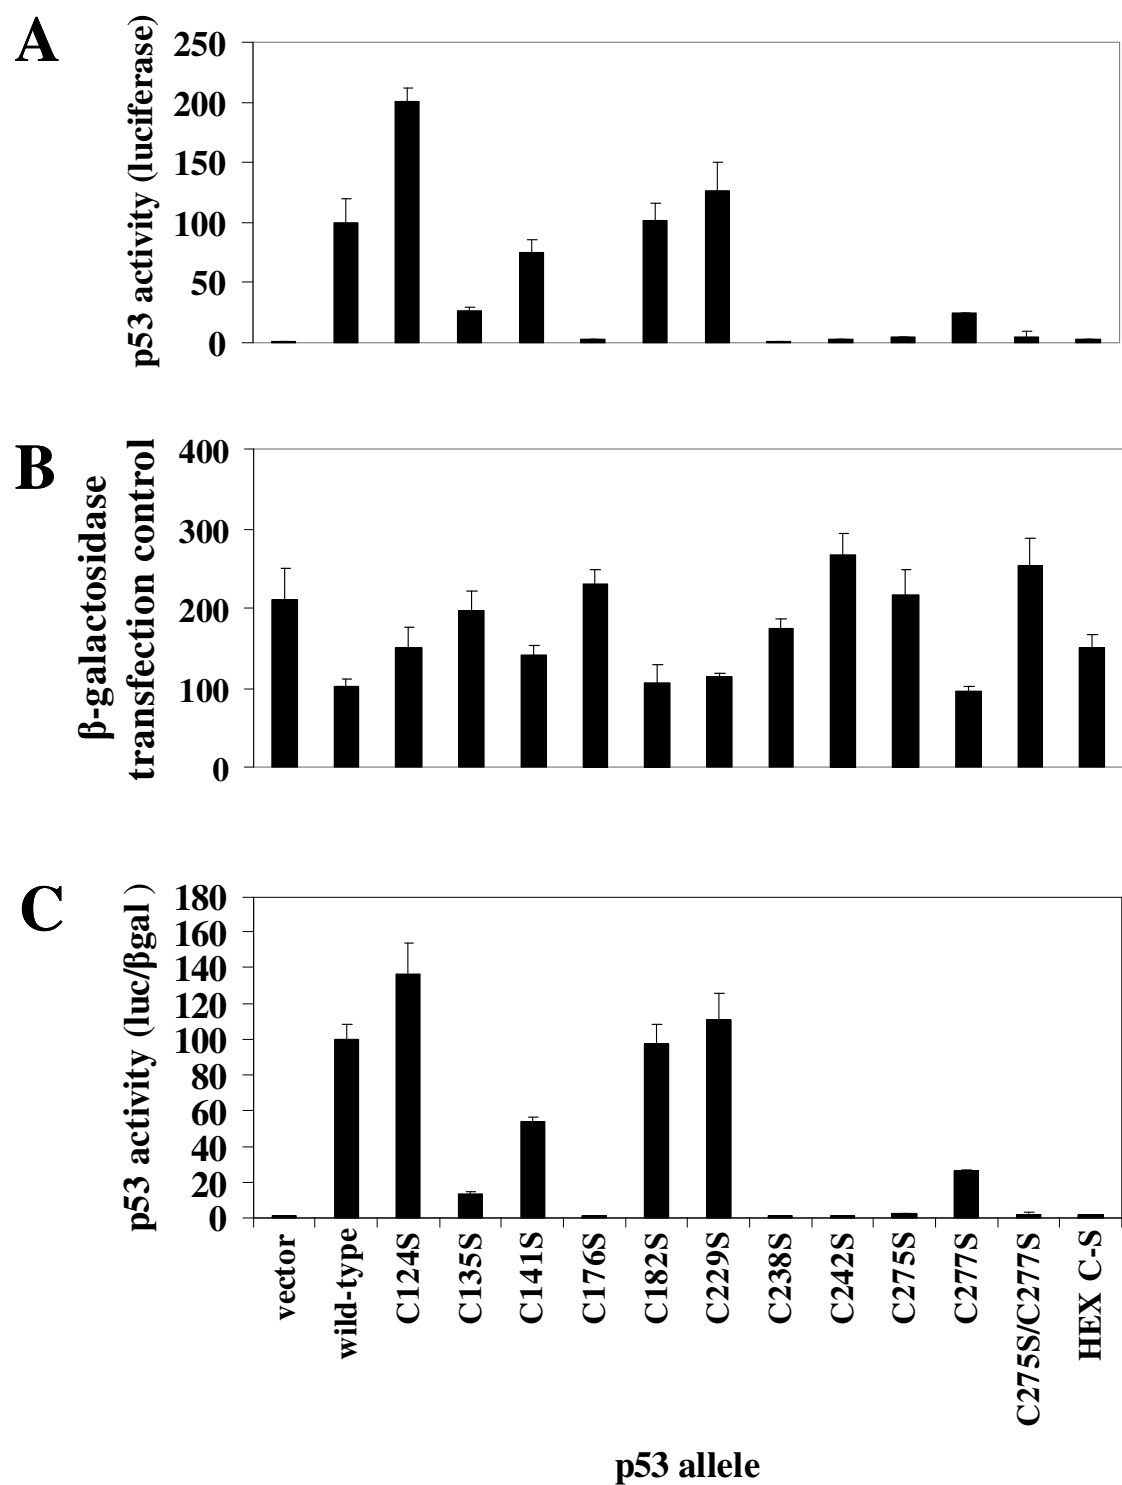 A
p53 activity (luciferase)
250
200
150
100
50
0
B
β-galactosidase
transfection control
400
300
200
100
0
C
p53 activity (luc/βgal )
180
160
140
120
100
80
60
40
20
0
vector
wild-type
C124S
C135S
C141S
C176S
C182S
C229S
C238S
C242S
C275S
C277S
C275S/C277S
HEX C-S
p53 allele